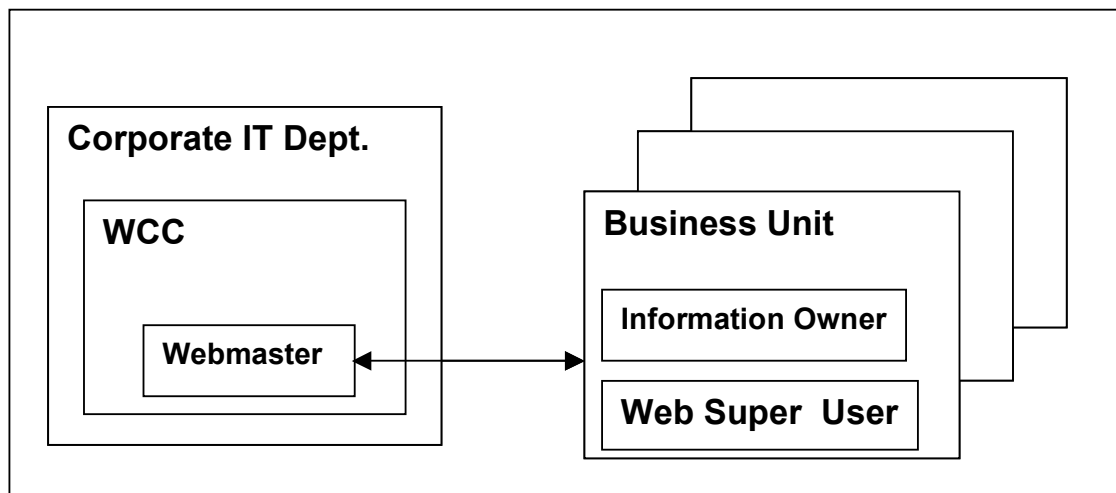 Corporate IT Dept.
WCC
Webmaster
Business Unit
Information Owner
Web Super  User